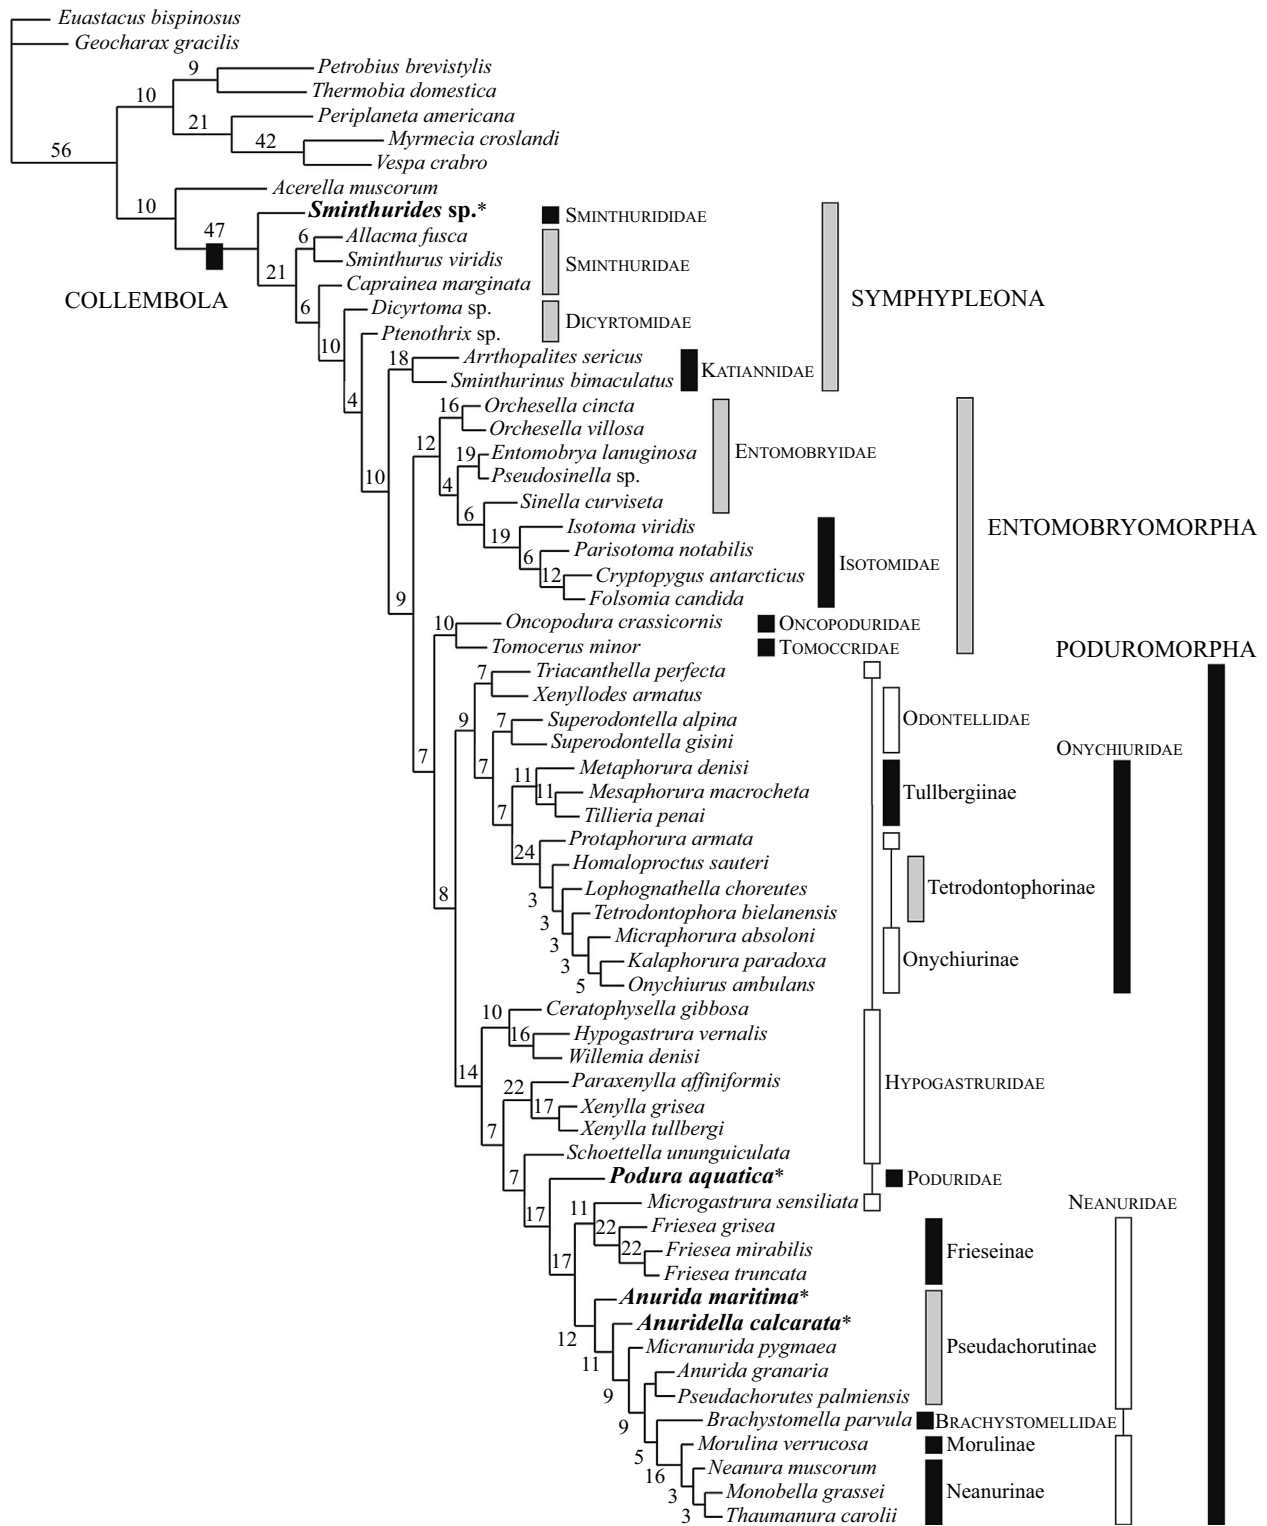 Euastacus bispinosus
Geocharax gracilis
9 Petrobius brevistylis
Thermobia domestica
10
21 Periplaneta americana
42 Myrmecia croslandi
Vespa crabro
56
10 Acerella muscorum
47 Sminthurides sp.* SMINTHURIDIDAE
COLLEMBOLA
6 Allacma fusca
Sminthurus viridis SMINTHURIDAE
21
Caprainea marginata
SYMPHYPLEONA
6
Dicyrtoma sp. DICYRTOMIDAE
10 Ptenothrix sp.
18 Arrthopalites sericus
Sminthurinus bimaculatus KATIANNIDAE
4
16 Orchesella cincta
Orchesella villosa
12
19 Entomobrya lanuginosa ENTOMOBRYIDAE
Pseudosinella sp.
10 4
Sinella curviseta
6
19 Isotoma viridis ENTOMOBRYOMORPHA
6 Parisotoma notabilis
ISOTOMIDAE
12 Cryptopygus antarcticus
Folsomia candida
9
10 Oncopodura crassicornis ONCOPODURIDAE
Tomocerus minor TOMOCCRIDAE
PODUROMORPHA
7 Triacanthella perfecta
Xenyllodes armatus
9
7 Superodontella alpina ODONTELLIDAE
Superodontella gisini
7 7
ONYCHIURIDAE
11 Metaphorura denisi
11 Mesaphorura macrocheta Tullbergiinae
Tillieria penai
7
Protaphorura armata
24
Homaloproctus sauteri
Lophognathella choreutes Tetrodontophorinae
8 3
Tetrodontophora bielanensis
3
Micraphorura absoloni
3
Kalaphorura paradoxa Onychiurinae
3
Onychiurus ambulans
5
10 Ceratophysella gibbosa
16 Hypogastrura vernalis
Willemia denisi
14
22 Paraxenylla affiniformis HYPOGASTRURIDAE
17 Xenylla grisea
Xenylla tullbergi
7
Schoettella ununguiculata
7 Podura aquatica* PODURIDAE
NEANURIDAE
17 11 Microgastrura sensiliata
22 Friesea grisea
22 Friesea mirabilis Frieseinae
17 Friesea truncata
Anurida maritima*
12 Anuridella calcarata*
11 Micranurida pygmaea Pseudachorutinae
Anurida granaria
9 Pseudachorutes palmiensis
9 Brachystomella parvula BRACHYSTOMELLIDAE
Morulina verrucosa Morulinae
5
16 Neanura muscorum
3 Monobella grassei Neanurinae
3 Thaumanura carolii